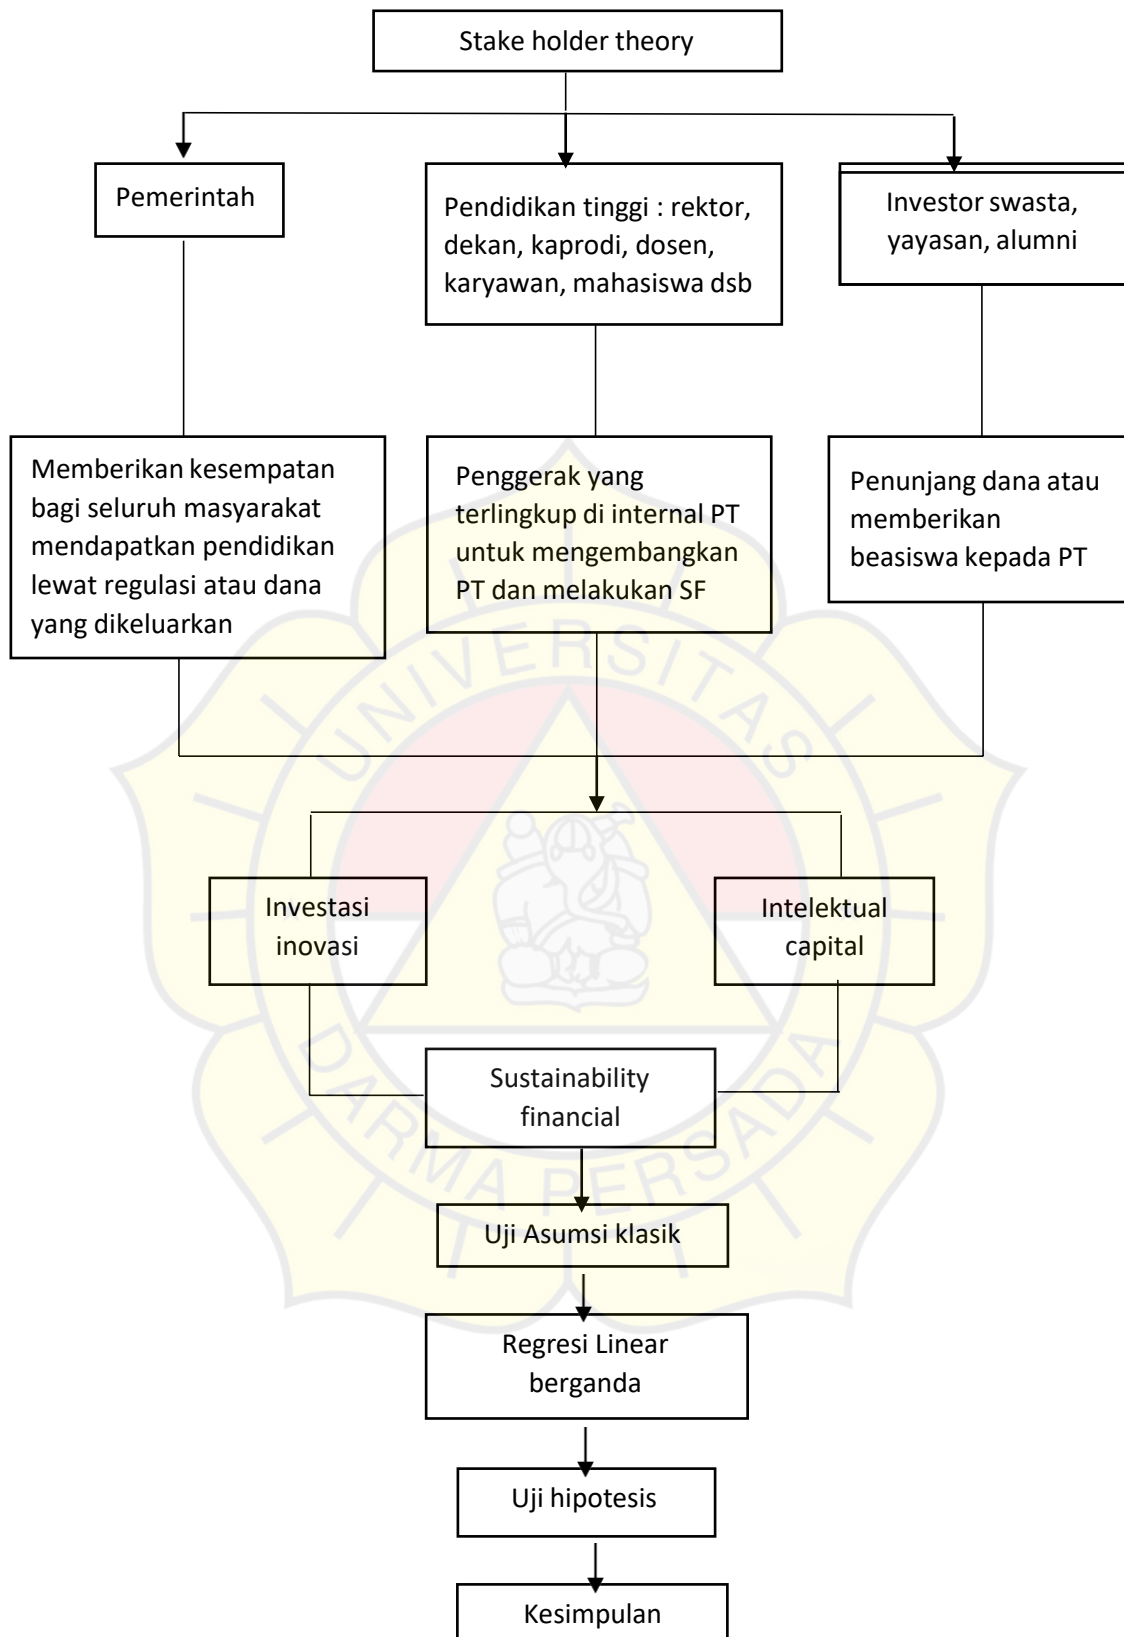 Stake holder theory
Pemerintah
Pendidikan tinggi : rektor,
dekan, kaprodi, dosen,
karyawan, mahasiswa dsb
Investor swasta,
yayasan, alumni
Memberikan kesempatan
bagi seluruh masyarakat
mendapatkan pendidikan
lewat regulasi atau dana
yang dikeluarkan
Penggerak yang
terlingkup di internal PT
untuk mengembangkan
PT dan melakukan SF
Penunjang dana atau
memberikan
beasiswa kepada PT
UNIVERSITAS
Investasi
inovasi
Intelektual
capital
Sustainability
financial
DARMA PERSADA
Uji Asumsi klasik
Regresi Linear
berganda
Uji hipotesis
Kesimpulan